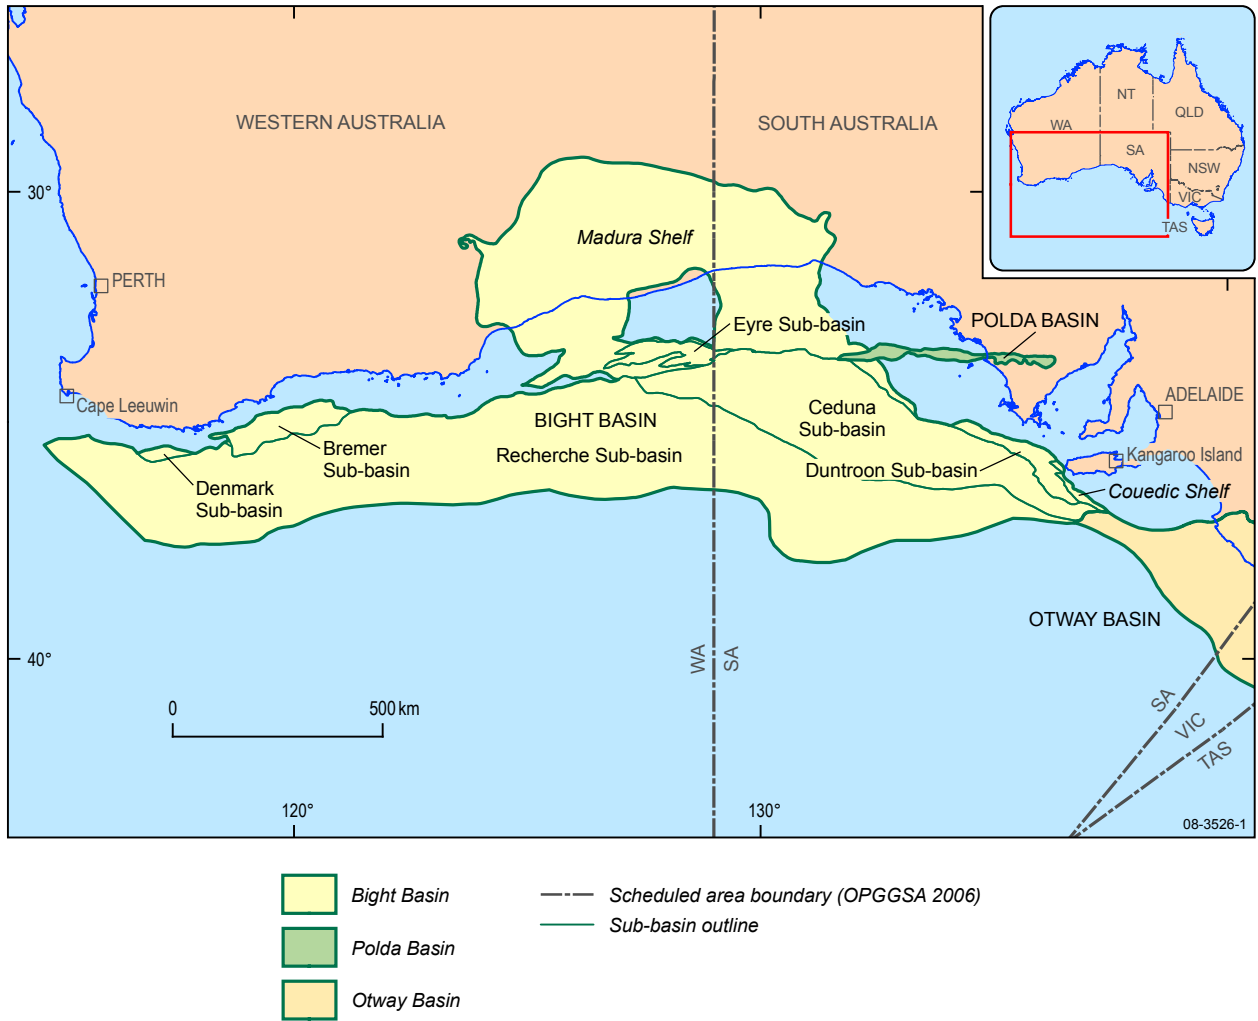 WESTERN AUSTRALIA
SOUTH AUSTRALIA
NT
QLD
WA
SA
NSW
VIC
TAS
30°
Madura Shelf
PERTH
Eyre Sub-basin
POLDA BASIN
Cape Leeuwin
ADELAIDE
BIGHT BASIN
Ceduna
Sub-basin
Recherche Sub-basin
Bremer
Sub-basin
Duntroon Sub-basin
Kangaroo Island
Denmark
Sub-basin
Couedic Shelf
OTWAY BASIN
40°
WA
SA
SA
VIC
TAS
0
500 km
120°
130°
08-3526-1
Bight Basin
Polda Basin
Otway Basin
Scheduled area boundary (OPGGSA 2006)
Sub-basin outline